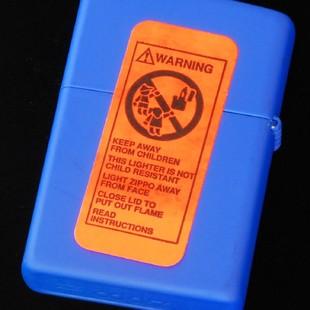 WARNING
KEEP AWAY
FROM CHILDREN
THIS LIGHTER IS NOT
CHILD RESISTANT
LIGHT ZIPPO AWAY
FROM FACE
CLOSE LID TO
PUT OUT FLAME
READ
INSTRUCTIONS